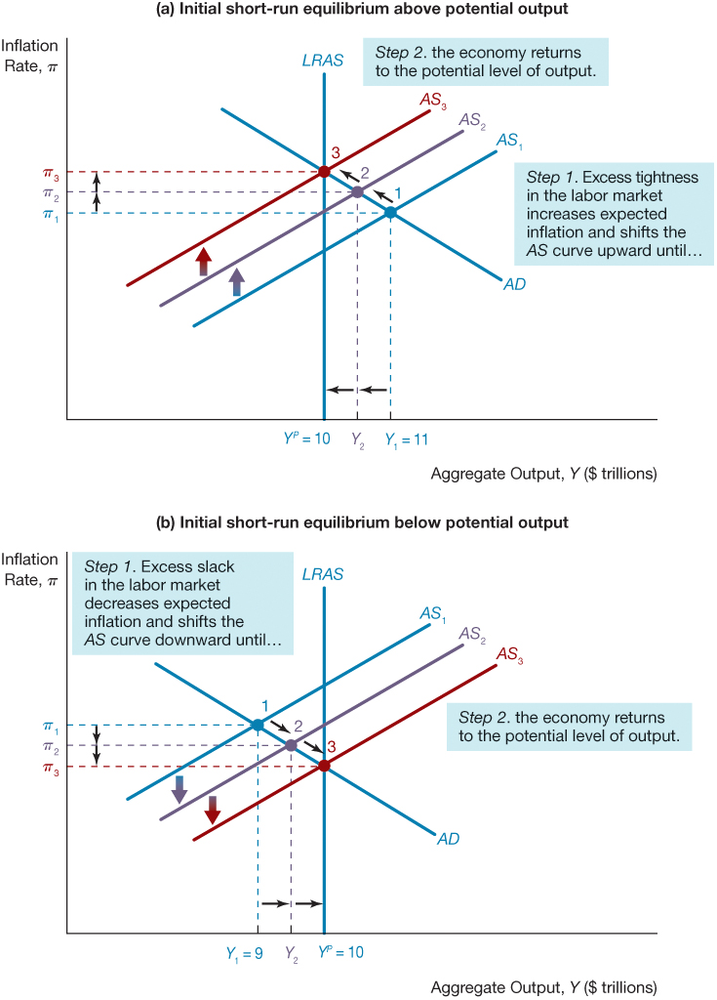 (a) Initial short-run equilibrium above potential output
Inflation
Rate, π
LRAS
Step 2. the economy returns
to the potential level of output.
AS3
AS2
AS1
3
2
1
π3
π2
π1
Step 1. Excess tightness
in the labor market
increases expected
inflation and shifts the
AS curve upward until…
AD
YP = 10
Y2
Y1 = 11
Aggregate Output, Y ($ trillions)
(b) Initial short-run equilibrium below potential output
Inflation
Rate, π
Step 1. Excess slack
in the labor market
decreases expected
inflation and shifts the
AS curve downward until…
LRAS
AS1
AS2
AS3
1
2
3
π1
π2
π3
Step 2. the economy returns
to the potential level of output.
AD
Y1 = 9
Y2
YP = 10
Aggregate Output, Y ($ trillions)